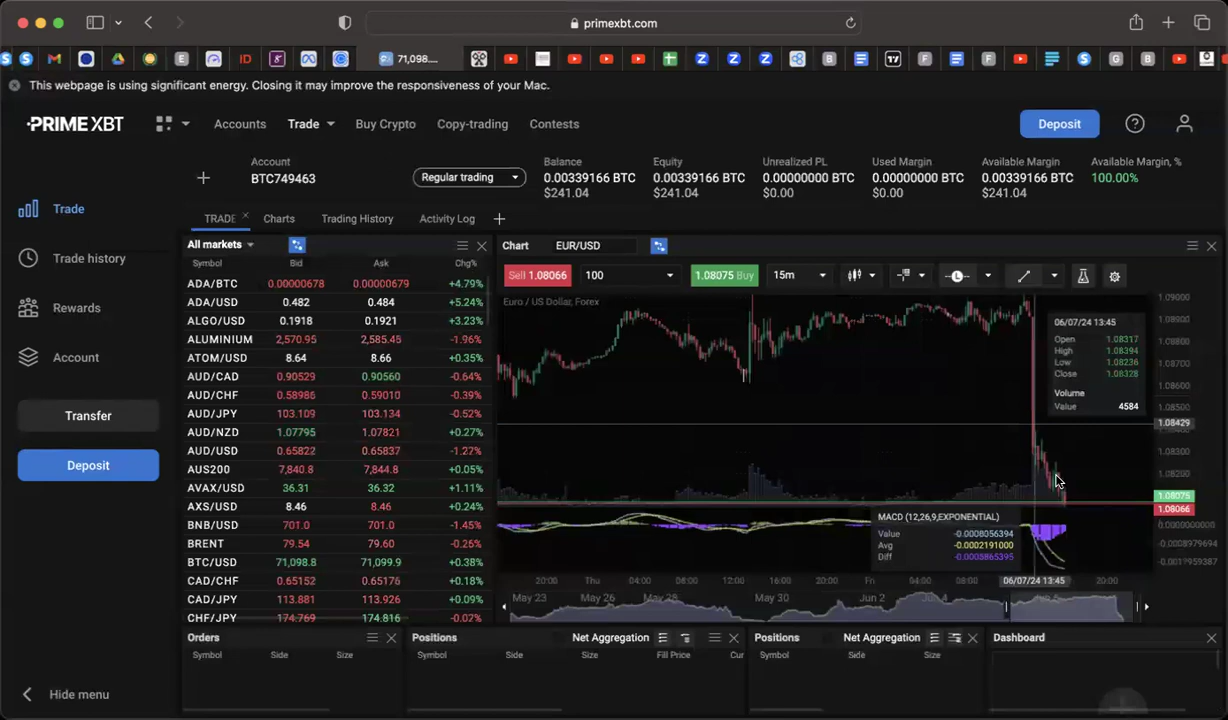 primexbt.com
71,098....
This webpage is using significant energy. Closing it may improve the responsiveness of your Mac.
PRIME XBT
Accounts
Trade
Buy Crypto
Copy-trading
Contests
Deposit
Account
BTC749463
Regular trading
Balance
0.00339166 BTC
$241.04
Equity
0.00339166 BTC
$241.04
Unrealized PL
0.00000000 BTC
$0.00
Used Margin
0.00000000 BTC
$0.00
Available Margin
0.00339166 BTC
$241.04
Available Margin, %
100.00%
Trade
Trade history
Rewards
Account
Transfer
Deposit
Hide menu
TRADE
Charts
Trading History
Activity Log
All markets
Symbol Bid Ask Chg%
ADA/BTC 0.00000678 0.00000679 +4.79%
ADA/USD 0.482 0.484 +5.24%
ALGO/USD 0.1918 0.1921 +3.23%
ALUMINIUM 2,570.95 2,585.45 -1.96%
ATOM/USD 8.64 8.66 +0.35%
AUD/CAD 0.90529 0.90560 -0.64%
AUD/CHF 0.58986 0.59010 -0.39%
AUD/JPY 103.109 103.134 -0.52%
AUD/NZD 1.07795 1.07821 +0.27%
AUD/USD 0.65822 0.65837 -1.27%
AUS200 7,840.8 7,844.8 +0.05%
AVAX/USD 36.31 36.32 +1.11%
AXS/USD 8.46 8.46 +0.24%
BNB/USD 701.0 701.0 -1.45%
BRENT 79.54 79.60 -0.25%
BTC/USD 71,098.8 71,099.9 +0.38%
CAD/CHF 0.65152 0.65176 +0.18%
CAD/JPY 113.881 113.926 +0.09%
CHF/JPY 174.769 174.816 -0.02%
Chart
EUR/USD
Sell 1.08066
100
1.08075 Buy
15m
Euro / US Dollar, Forex
06/07/24 13:45
Open 1.08317
High 1.08394
Low 1.08236
Close 1.08328
Volume
Value 4584
1.09000
1.08900
1.08800
1.08700
1.08600
1.08500
1.08429
1.08300
1.08200
1.08075
1.08066
MACD (12,26,9,EXPONENTIAL)
Value -0.0008056394
Avg -0.0002191000
Diff
20:00 Thu 04:00 08:00 12:00 16:00 20:00 Fri 04:00 08:00 06/07/24 13:45 20:00
May 23 May 26 May 28 May 30 Jun 2
Orders
Symbol Side Size
Positions
Net Aggregation
Symbol Side Size Fill Price Cur
Positions
Net Aggregation
Symbol Side Size
Dashboard